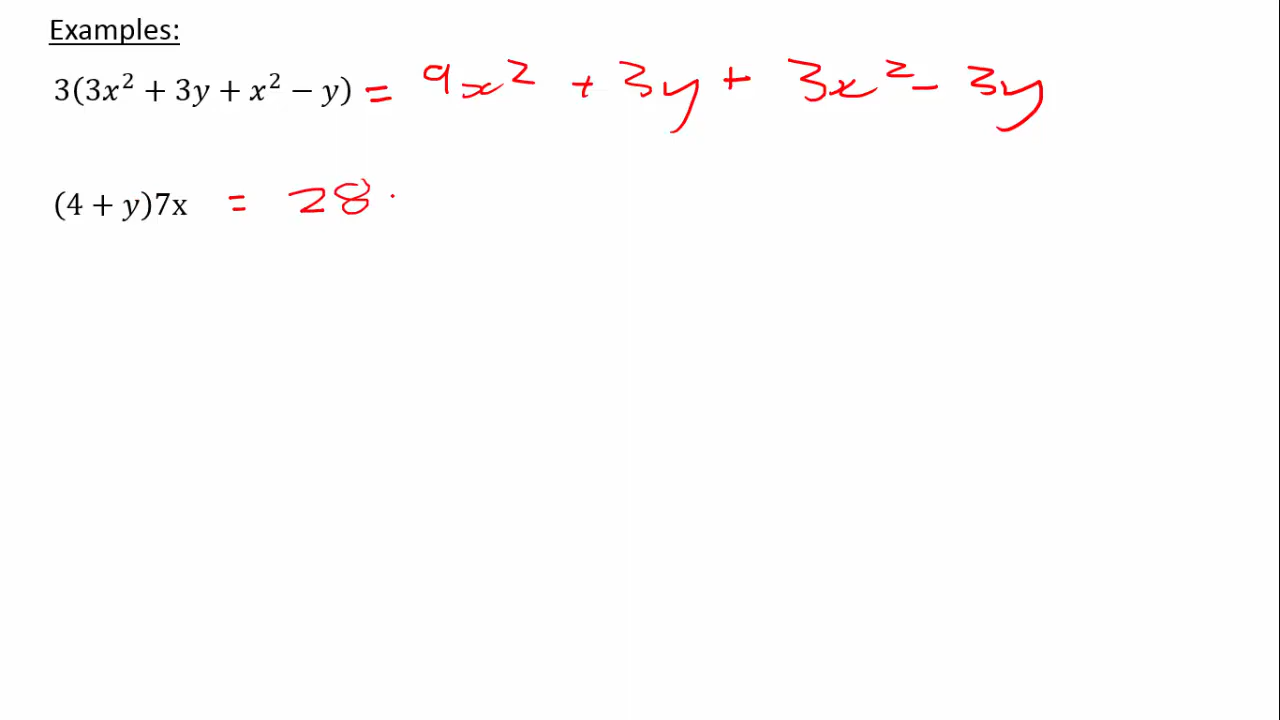 Examples:
3(3x² + 3y + x² − y) = 9x² + 3y + 3x² − 3y
(4 + y)7x = 28